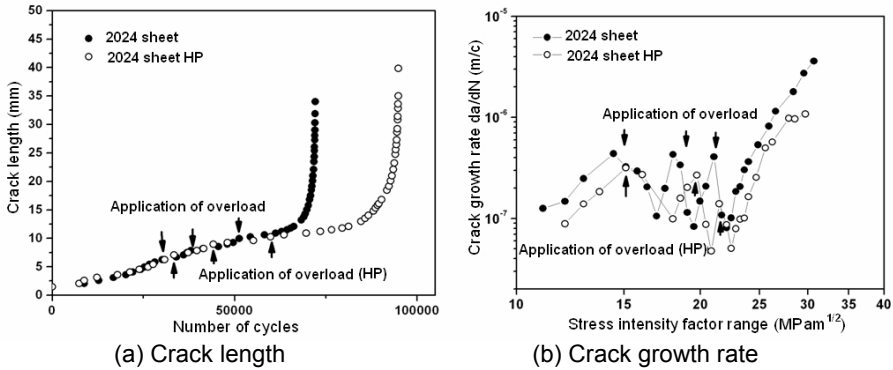 50
45
40
35
30
25
20
15
10
5
0
Crack length (mm)
2024 sheet
2024 sheet HP
Application of overload
Application of overload (HP)
0
50000
100000
Number of cycles
(a) Crack length
10^-5
10^-6
10^-7
Crack growth rate da/dN (m/c)
2024 sheet
2024 sheet HP
Application of overload
Application of overload (HP)
10
15
20
25
30
35
40
Stress intensity factor range (MPam^1/2)
(b) Crack growth rate